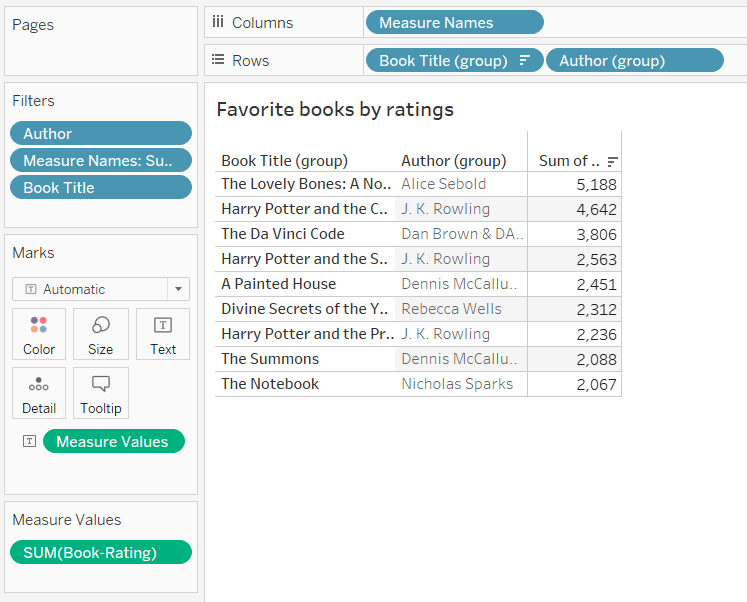 Pages
Columns Measure Names
Rows Book Title (group) Author (group)
Filters
Author
Measure Names: Su..
Book Title
Marks
T Automatic
Color Size Text
T
Detail Tooltip
T Measure Values
Measure Values
SUM(Book-Rating)
Favorite books by ratings
Book Title (group) Author (group) Sum of ..
The Lovely Bones: A No.. Alice Sebold 5,188
Harry Potter and the C.. J. K. Rowling 4,642
The Da Vinci Code Dan Brown & DA.. 3,806
Harry Potter and the S.. J. K. Rowling 2,563
A Painted House Dennis McCallu.. 2,451
Divine Secrets of the Y.. Rebecca Wells 2,312
Harry Potter and the Pr.. J. K. Rowling 2,236
The Summons Dennis McCallu.. 2,088
The Notebook Nicholas Sparks 2,067